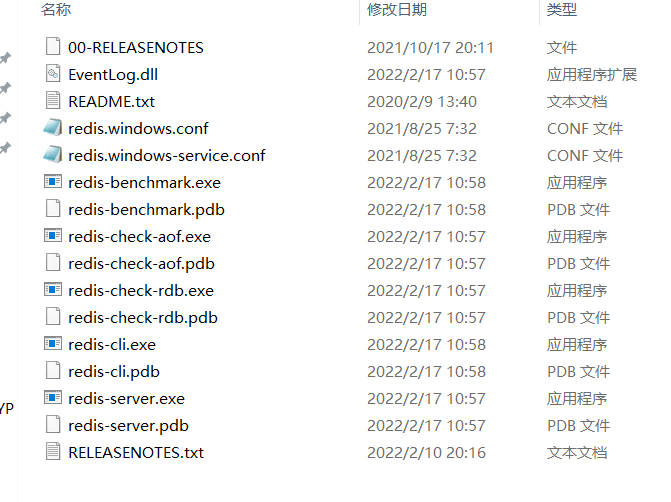 名称 修改日期 类型
00-RELEASENOTES 2021/10/17 20:11 文件
EventLog.dll 2022/2/17 10:57 应用程序扩展
README.txt 2020/2/9 13:40 文本文档
redis.windows.conf 2021/8/25 7:32 CONF 文件
redis.windows-service.conf 2021/8/25 7:32 CONF 文件
redis-benchmark.exe 2022/2/17 10:58 应用程序
redis-benchmark.pdb 2022/2/17 10:58 PDB 文件
redis-check-aof.exe 2022/2/17 10:57 应用程序
redis-check-aof.pdb 2022/2/17 10:57 PDB 文件
redis-check-rdb.exe 2022/2/17 10:57 应用程序
redis-check-rdb.pdb 2022/2/17 10:57 PDB 文件
redis-cli.exe 2022/2/17 10:58 应用程序
redis-cli.pdb 2022/2/17 10:58 PDB 文件
redis-server.exe 2022/2/17 10:57 应用程序
YP
redis-server.pdb 2022/2/17 10:57 PDB 文件
RELEASENOTES.txt 2022/2/10 20:16 文本文档